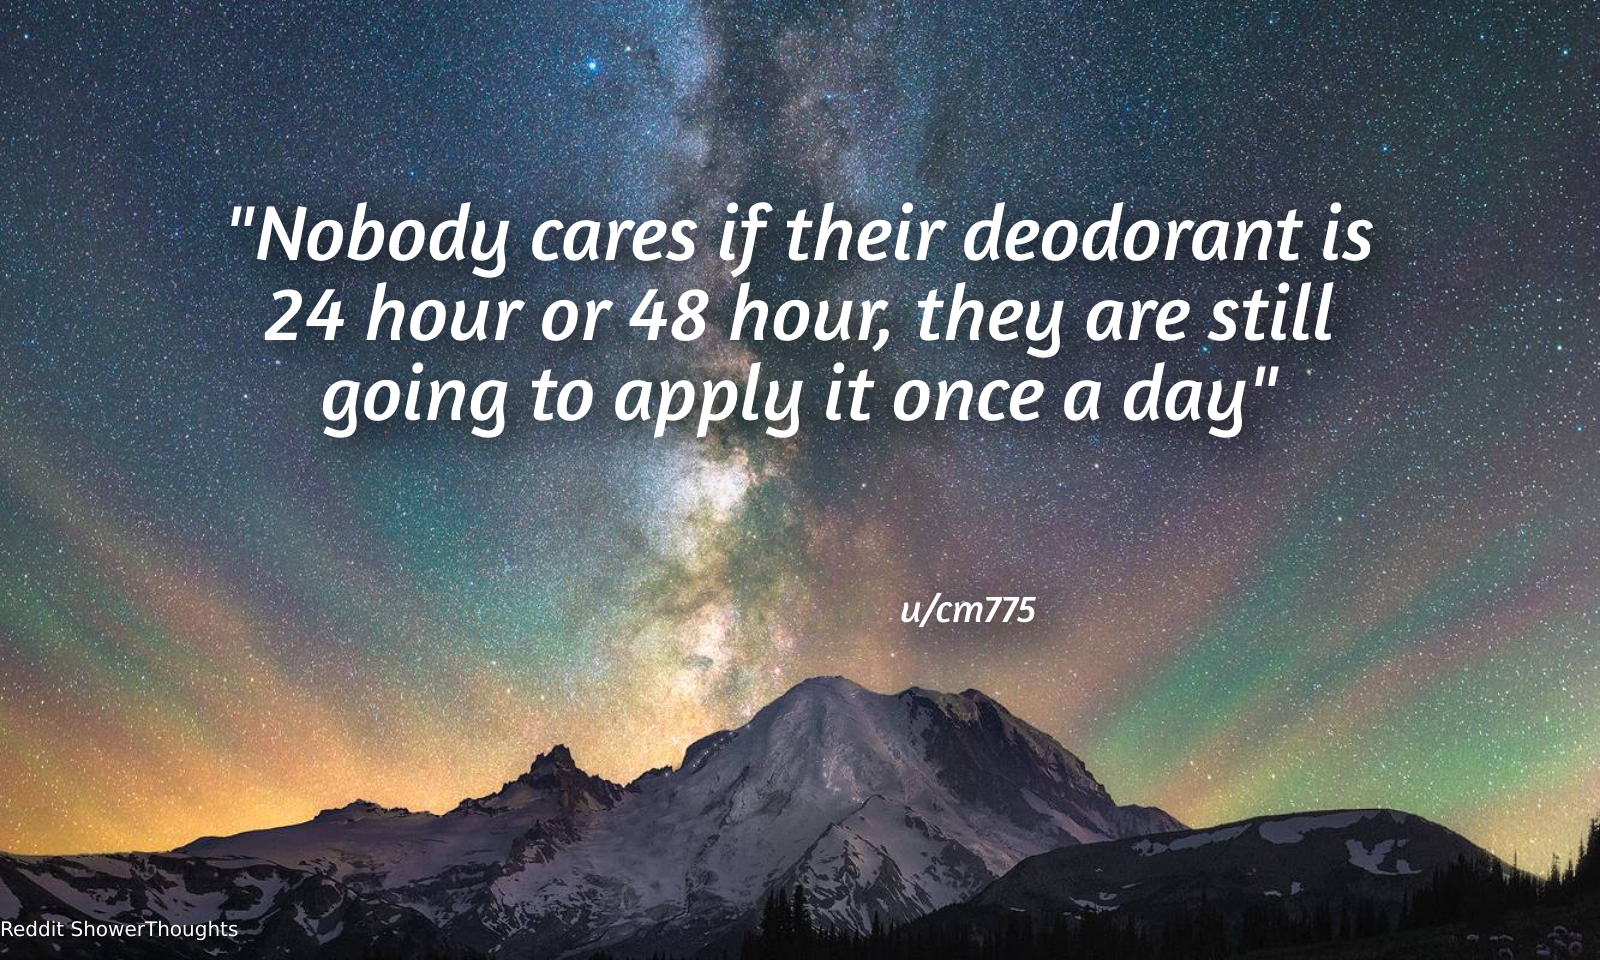 "Nobody cares if their deodorant is
24 hour or 48 hour, they are still
going to apply it once a day"
u/cm775
Reddit ShowerThoughts